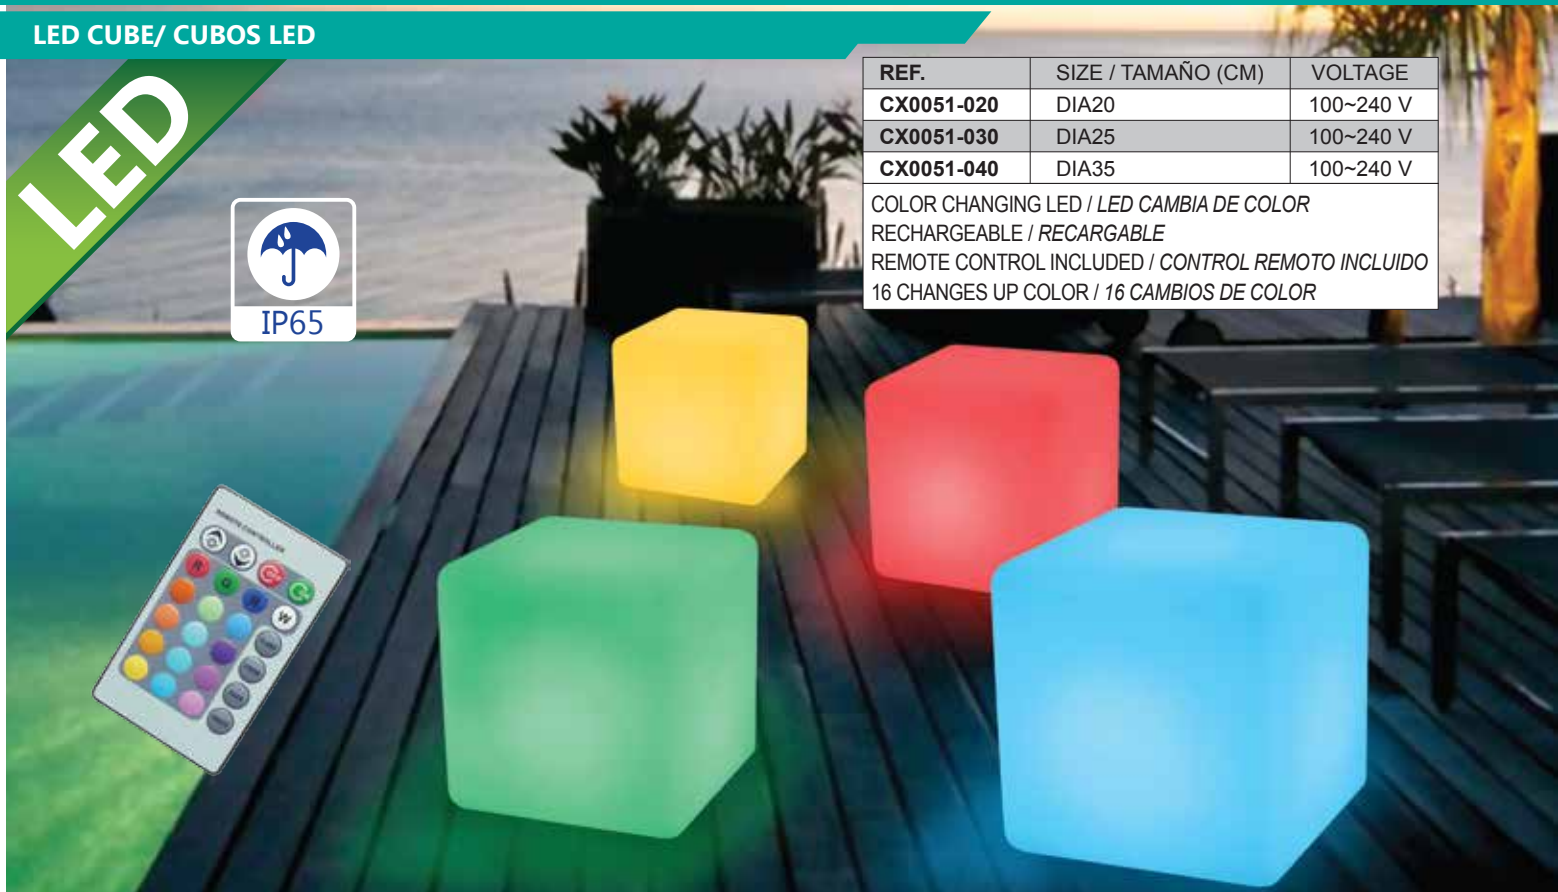 LED CUBE/ CUBOS LED
LED
IP65
REF. SIZE / TAMAÑO (CM) VOLTAGE
CX0051-020 DIA20 100~240 V
CX0051-030 DIA25 100~240 V
CX0051-040 DIA35 100~240 V
COLOR CHANGING LED / LED CAMBIA DE COLOR
RECHARGEABLE / RECARGABLE
REMOTE CONTROL INCLUDED / CONTROL REMOTO INCLUIDO
16 CHANGES UP COLOR / 16 CAMBIOS DE COLOR
REMOTE CONTROLLER
R G B W